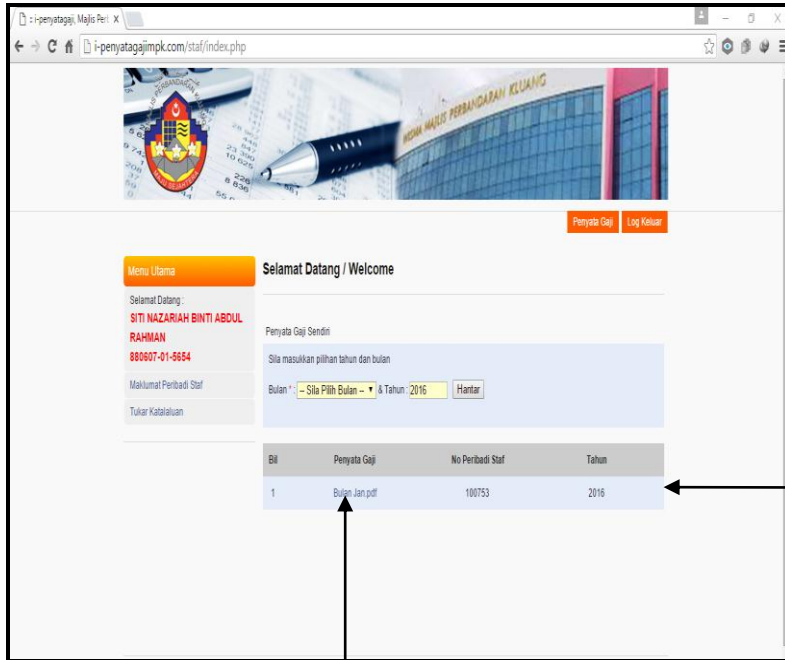 : i-penyatagaji, Majlis Perl
i-penyatagajimpk.com/staf/index.php
WISMA MAJLIS PERBANDARAN KLUANG
Penyata Gaji
Log Keluar
Menu Utama
Selamat Datang :
SITI NAZARIAH BINTI ABDUL
RAHMAN
880607-01-5654
Maklumat Peribadi Staf
Tukar Katalaluan
Selamat Datang / Welcome
Penyata Gaji Sendiri
Sila masukkan pilihan tahun dan bulan
Bulan * : -- Sila Pilih Bulan -- & Tahun : 2016 Hantar
Bil Penyata Gaji No Peribadi Staf Tahun
1 Bulan Jan.pdf 100753 2016